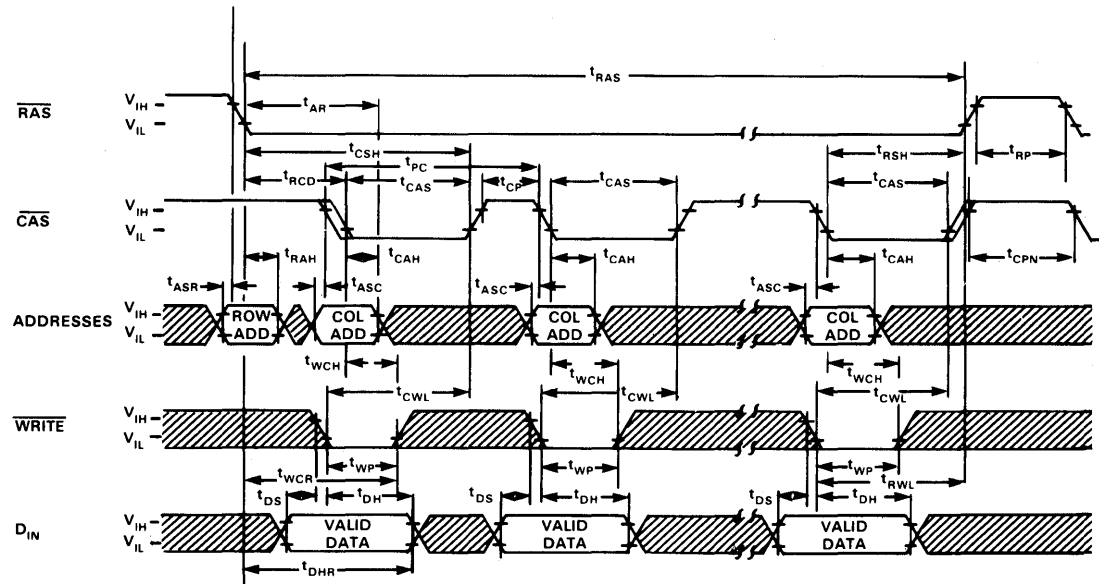 tRAS
tAR
RAS
VIH
VIL
tCSH
tPC
tRSH
tRP
tRCD
tCAS
tCP
tCAS
tCAS
CAS
VIH
VIL
tRAH
tCAH
tCAH
tCAH
tCPN
tASR
tASC
tASC
tASC
ADDRESSES
VIH
VIL
ROW ADD
COL ADD
COL ADD
COL ADD
tWCH
tWCH
tWCH
tCWL
tCWL
tCWL
WRITE
VIH
VIL
tWCR
tWP
tWP
tWP
tRWL
tDS
tDH
tDS
tDH
tDS
tDH
DIN
VIH
VIL
VALID DATA
VALID DATA
VALID DATA
tDHR